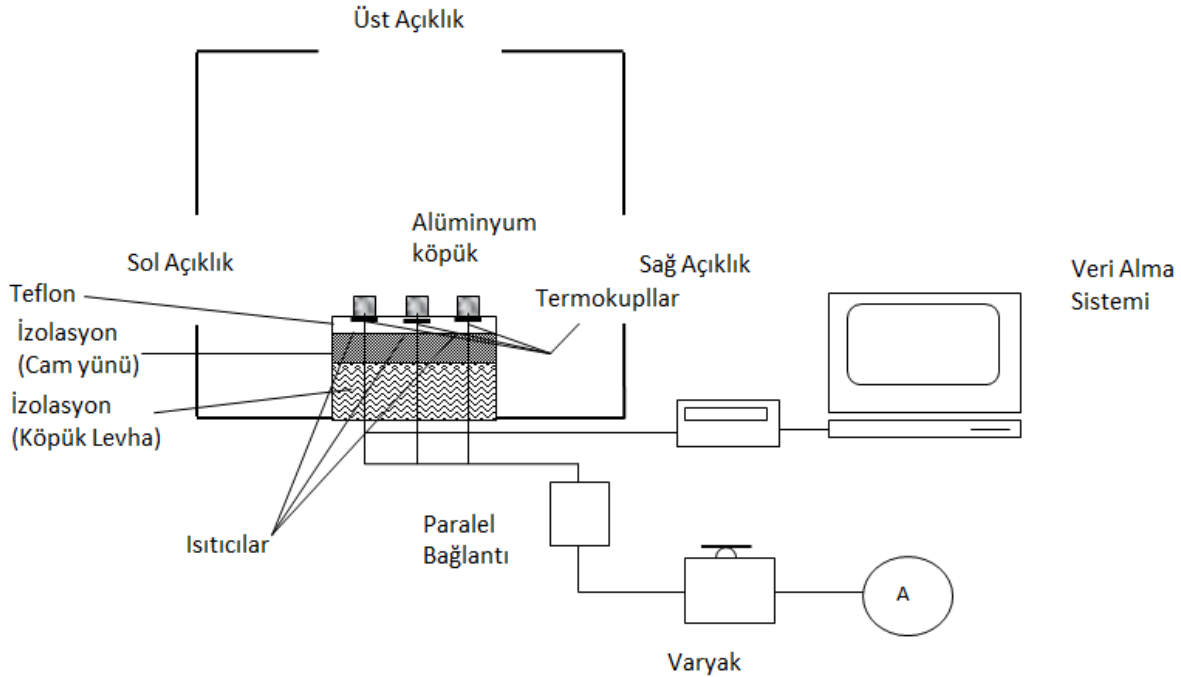 Üst Açıklık
Alüminyum
köpük
Sol Açıklık
Sağ Açıklık
Veri Alma
Sistemi
Teflon
Termokupllar
İzolasyon
(Cam yünü)
İzolasyon
(Köpük Levha)
Isıtıcılar
Paralel
Bağlantı
A
Varyak